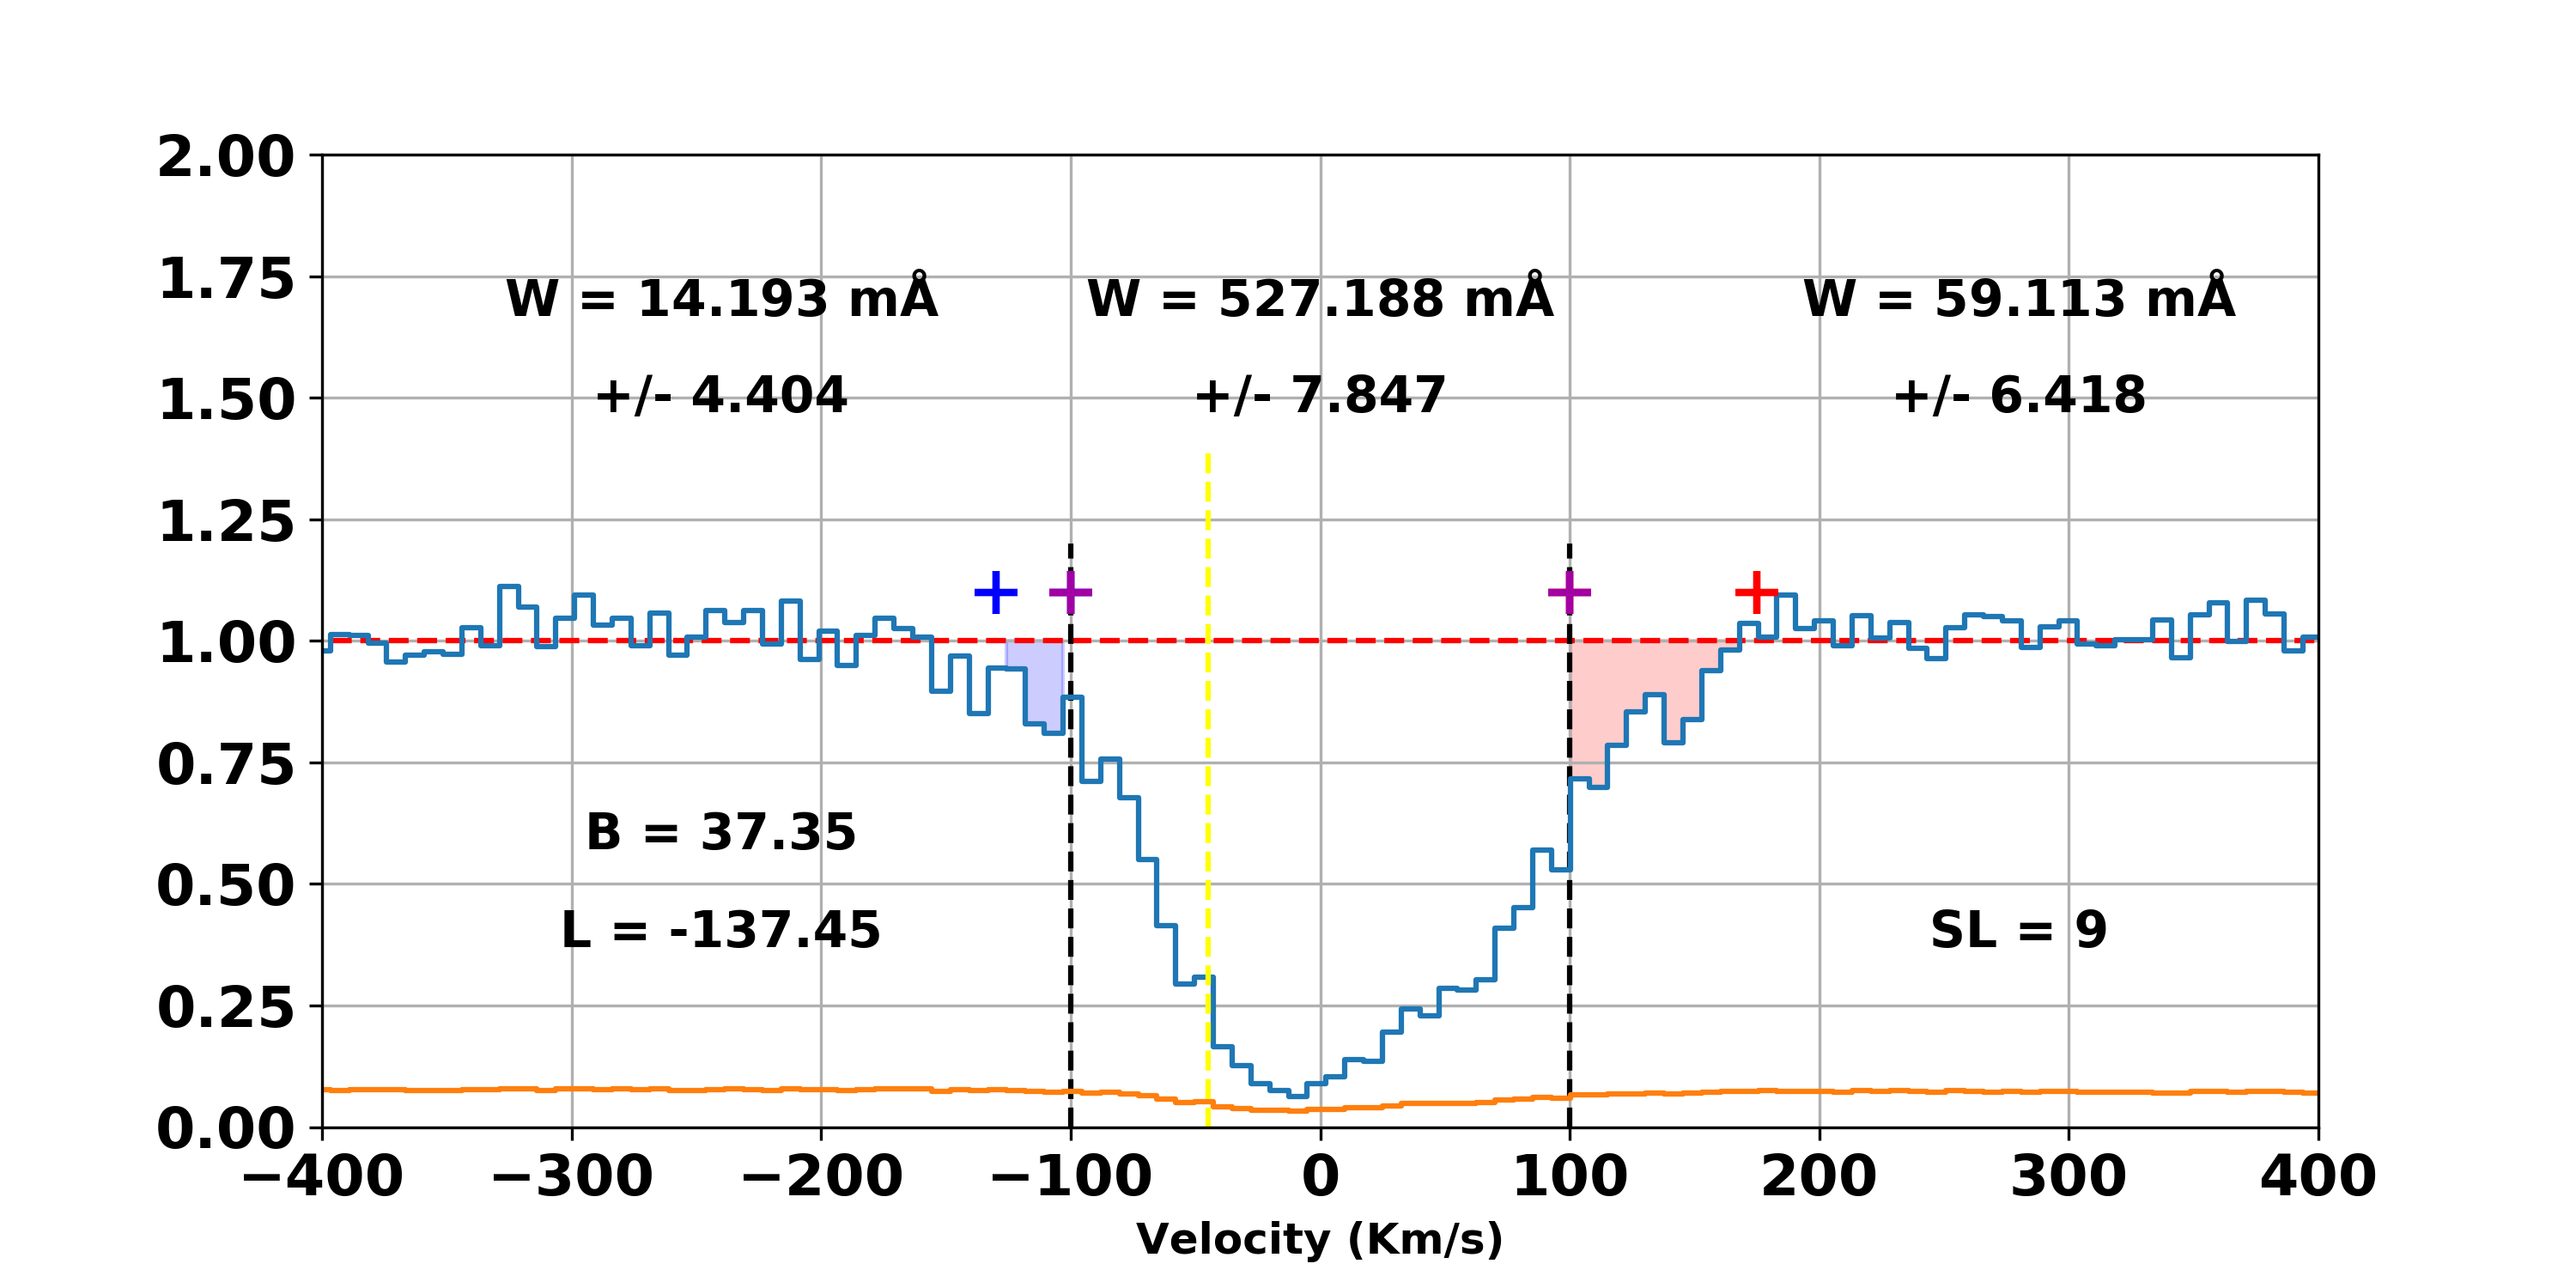 2.00
1.75
W = 14.193 mÅ W = 527.188 mÅ W = 59.113 mÅ
1.50
+/- 4.404 +/- 7.847 +/- 6.418
1.25
1.00
0.75
B = 37.35
0.50
L = -137.45 SL = 9
0.25
0.00
−400 −300 −200 −100 0 100 200 300 400
Velocity (Km/s)